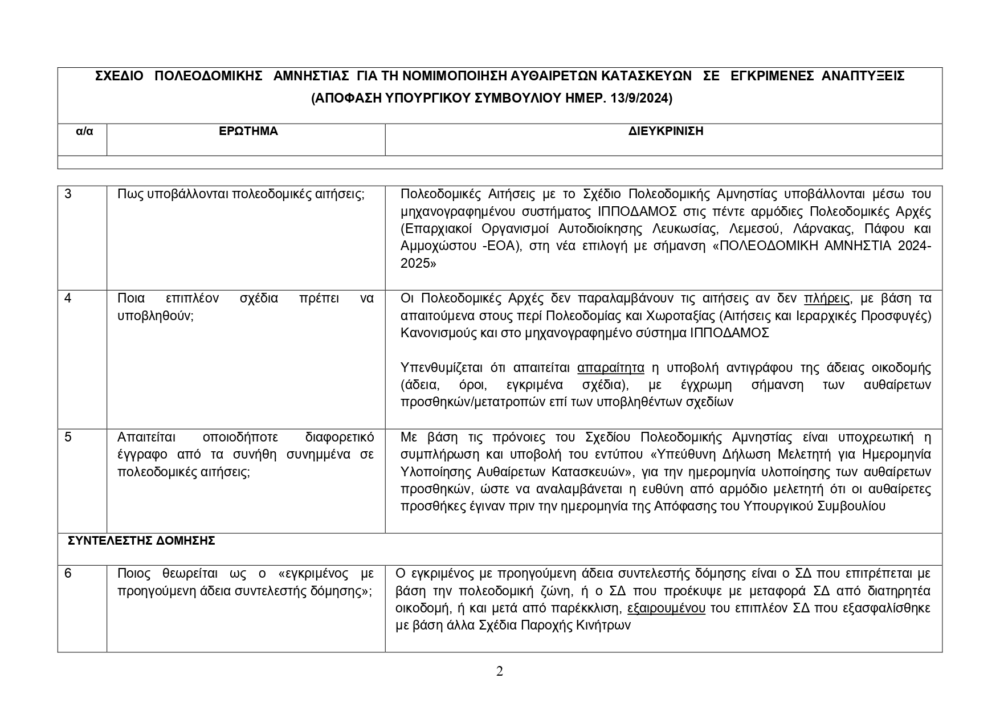 ΣΧΕΔΙΟ ΠΟΛΕΟΔΟΜΙΚΗΣ ΑΜΝΗΣΤΙΑΣ ΓΙΑ ΤΗ ΝΟΜΙΜΟΠΟΙΗΣΗ ΑΥΘΑΙΡΕΤΩΝ ΚΑΤΑΣΚΕΥΩΝ ΣΕ ΕΓΚΡΙΜΕΝΕΣ ΑΝΑΠΤΥΞΕΙΣ
(ΑΠΟΦΑΣΗ ΥΠΟΥΡΓΙΚΟΥ ΣΥΜΒΟΥΛΙΟΥ ΗΜΕΡ. 13/9/2024)
α/α ΕΡΩΤΗΜΑ ΔΙΕΥΚΡΙΝΙΣΗ
3
Πως υποβάλλονται πολεοδομικές αιτήσεις;
Πολεοδομικές Αιτήσεις με το Σχέδιο Πολεοδομικής Αμνηστίας υποβάλλονται μέσω του
μηχανογραφημένου συστήματος ΙΠΠΟΔΑΜΟΣ στις πέντε αρμόδιες Πολεοδομικές Αρχές
(Επαρχιακοί Οργανισμοί Αυτοδιοίκησης Λευκωσίας, Λεμεσού, Λάρνακας, Πάφου και
Αμμοχώστου -ΕΟΑ), στη νέα επιλογή με σήμανση «ΠΟΛΕΟΔΟΜΙΚΗ ΑΜΝΗΣΤΙΑ 2024-
2025»
4
Ποια επιπλέον σχέδια πρέπει να
υποβληθούν;
Οι Πολεοδομικές Αρχές δεν παραλαμβάνουν τις αιτήσεις αν δεν πλήρεις, με βάση τα
απαιτούμενα στους περί Πολεοδομίας και Χωροταξίας (Αιτήσεις και Ιεραρχικές Προσφυγές)
Κανονισμούς και στο μηχανογραφημένο σύστημα ΙΠΠΟΔΑΜΟΣ
Υπενθυμίζεται ότι απαιτείται απαραίτητα η υποβολή αντιγράφου της άδειας οικοδομής
(άδεια, όροι, εγκριμένα σχέδια), με έγχρωμη σήμανση των αυθαίρετων
προσθηκών/μετατροπών επί των υποβληθέντων σχεδίων
5
Απαιτείται οποιοδήποτε διαφορετικό
έγγραφο από τα συνήθη συνημμένα σε
πολεοδομικές αιτήσεις;
Με βάση τις πρόνοιες του Σχεδίου Πολεοδομικής Αμνηστίας είναι υποχρεωτική η
συμπλήρωση και υποβολή του εντύπου «Υπεύθυνη Δήλωση Μελετητή για Ημερομηνία
Υλοποίησης Αυθαίρετων Κατασκευών», για την ημερομηνία υλοποίησης των αυθαίρετων
προσθηκών, ώστε να αναλαμβάνεται η ευθύνη από αρμόδιο μελετητή ότι οι αυθαίρετες
προσθήκες έγιναν πριν την ημερομηνία της Απόφασης του Υπουργικού Συμβουλίου
ΣΥΝΤΕΛΕΣΤΗΣ ΔΟΜΗΣΗΣ
6
Ποιος θεωρείται ως ο «εγκριμένος με
προηγούμενη άδεια συντελεστής δόμησης»;
Ο εγκριμένος με προηγούμενη άδεια συντελεστής δόμησης είναι ο ΣΔ που επιτρέπεται με
βάση την πολεοδομική ζώνη, ή ο ΣΔ που προέκυψε με μεταφορά ΣΔ από διατηρητέα
οικοδομή, ή και μετά από παρέκκλιση, εξαιρουμένου του επιπλέον ΣΔ που εξασφαλίσθηκε
με βάση άλλα Σχέδια Παροχής Κινήτρων
2